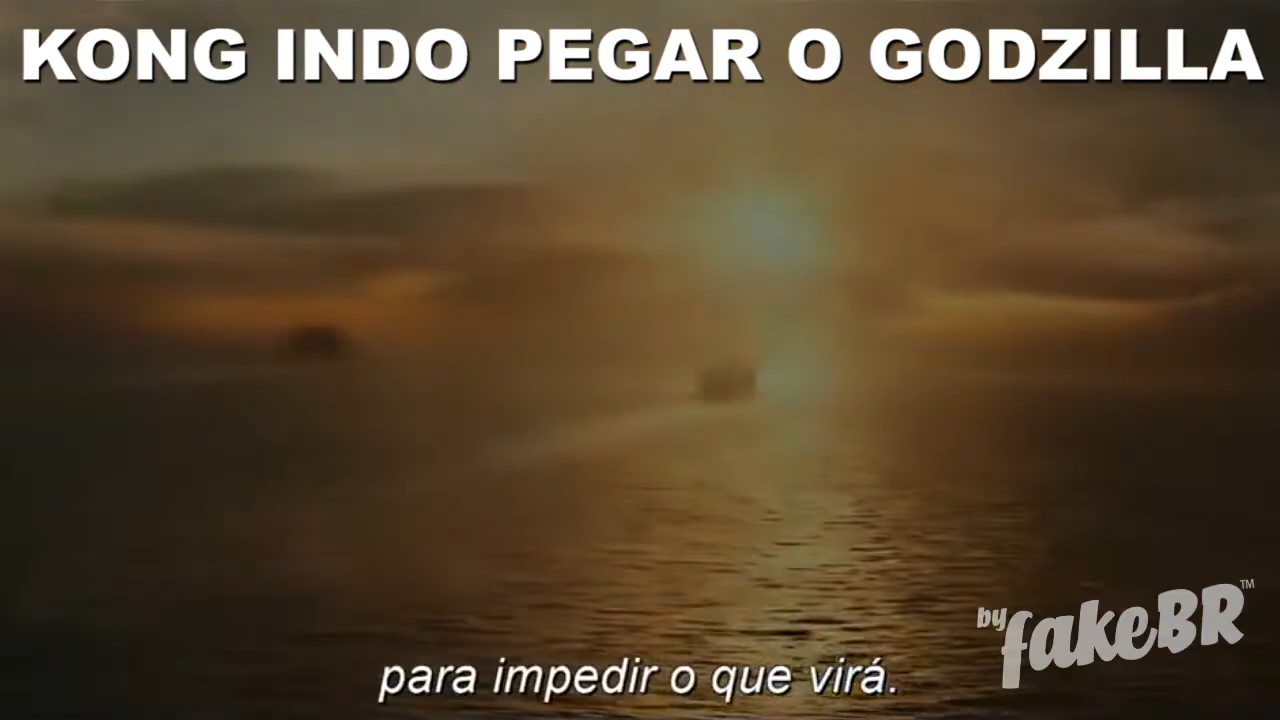 KONG INDO PEGAR O GODZILLA
by fakeBR™
para impedir o que virá.